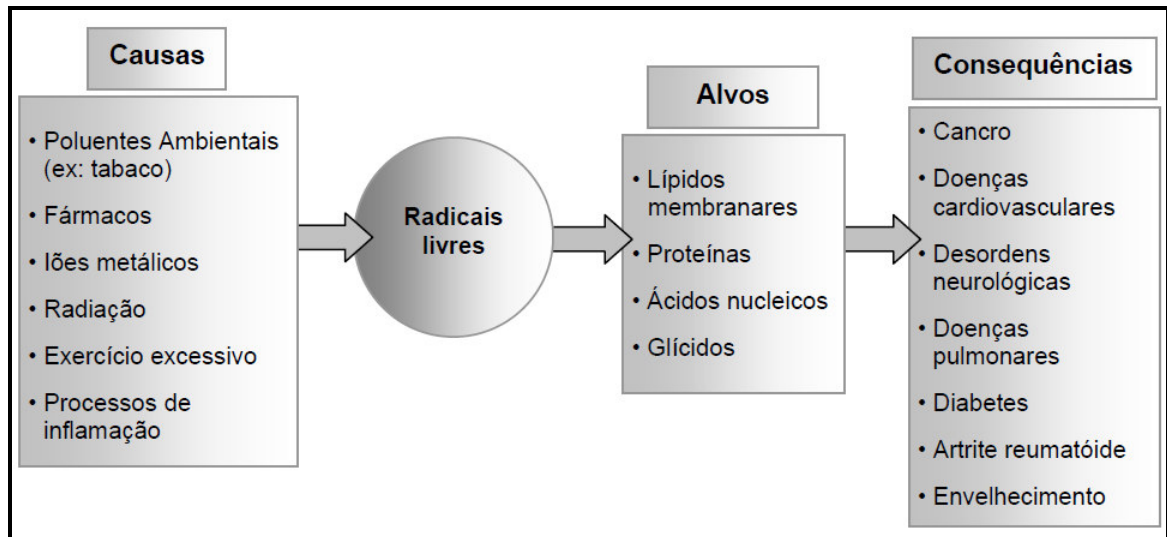 Causas
• Poluentes Ambientais
(ex: tabaco)
• Fármacos
• Iões metálicos
• Radiação
• Exercício excessivo
• Processos de
inflamação
Radicais
livres
Alvos
• Lípidos
membranares
• Proteínas
• Ácidos nucleicos
• Glícidos
Consequências
• Cancro
• Doenças
cardiovasculares
• Desordens
neurológicas
• Doenças
pulmonares
• Diabetes
• Artrite reumatóide
• Envelhecimento